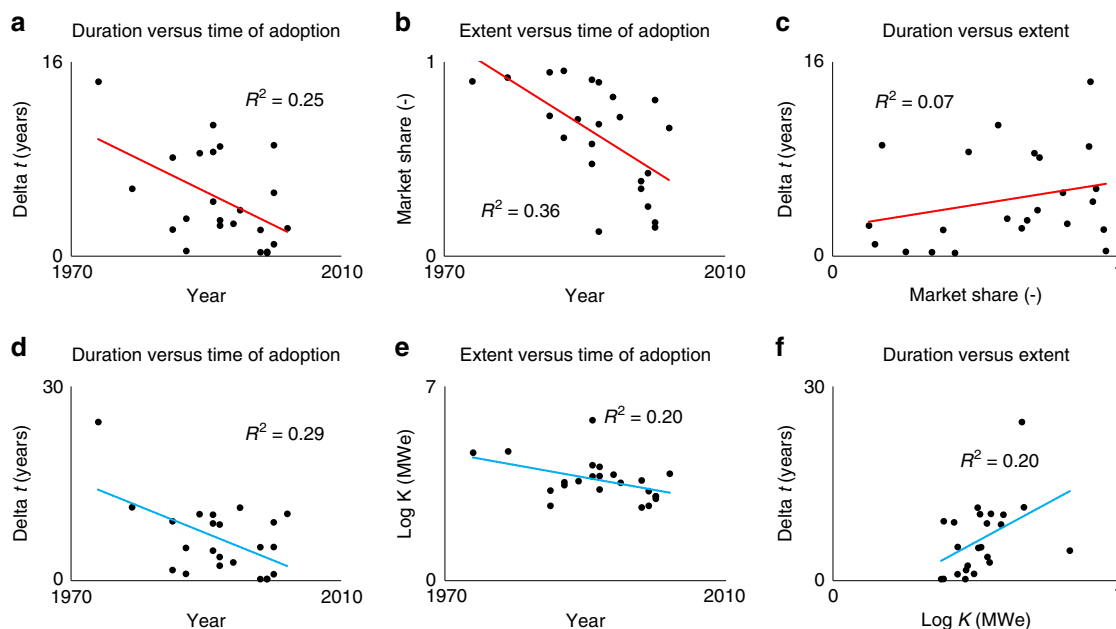 a Duration versus time of adoption
16
R² = 0.25
Delta t (years)
0
1970 2010
Year
b Extent versus time of adoption
1
Market share (-)
R² = 0.36
0
1970 2010
Year
c Duration versus extent
16
R² = 0.07
Delta t (years)
0
0
Market share (-)
d Duration versus time of adoption
30
R² = 0.29
Delta t (years)
0
1970 2010
Year
e Extent versus time of adoption
7
R² = 0.20
Log K (MWe)
0
1970 2010
Year
f Duration versus extent
30
R² = 0.20
Delta t (years)
0
0
Log K (MWe)